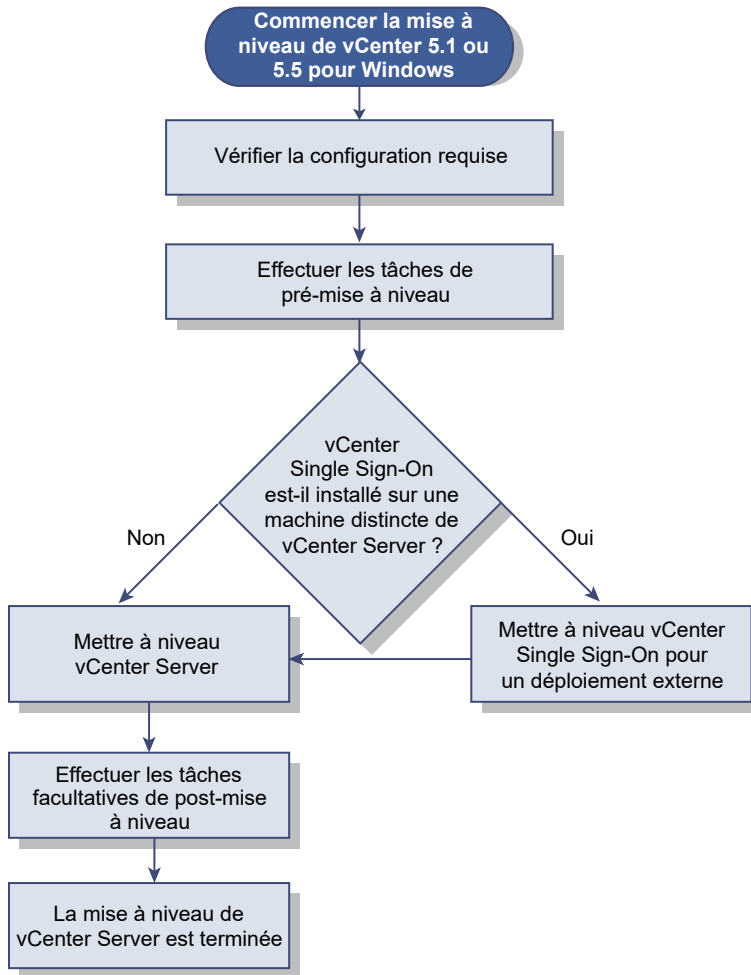 Commencer la mise à
niveau de vCenter 5.1 ou
5.5 pour Windows
Vérifier la configuration requise
Effectuer les tâches de
pré-mise à niveau
vCenter
Single Sign-On
est-il installé sur une
machine distincte de
vCenter Server ?
Non
Oui
Mettre à niveau
vCenter Server
Mettre à niveau vCenter
Single Sign-On pour
un déploiement externe
Effectuer les tâches
facultatives de post-mise
à niveau
La mise à niveau de
vCenter Server est terminée